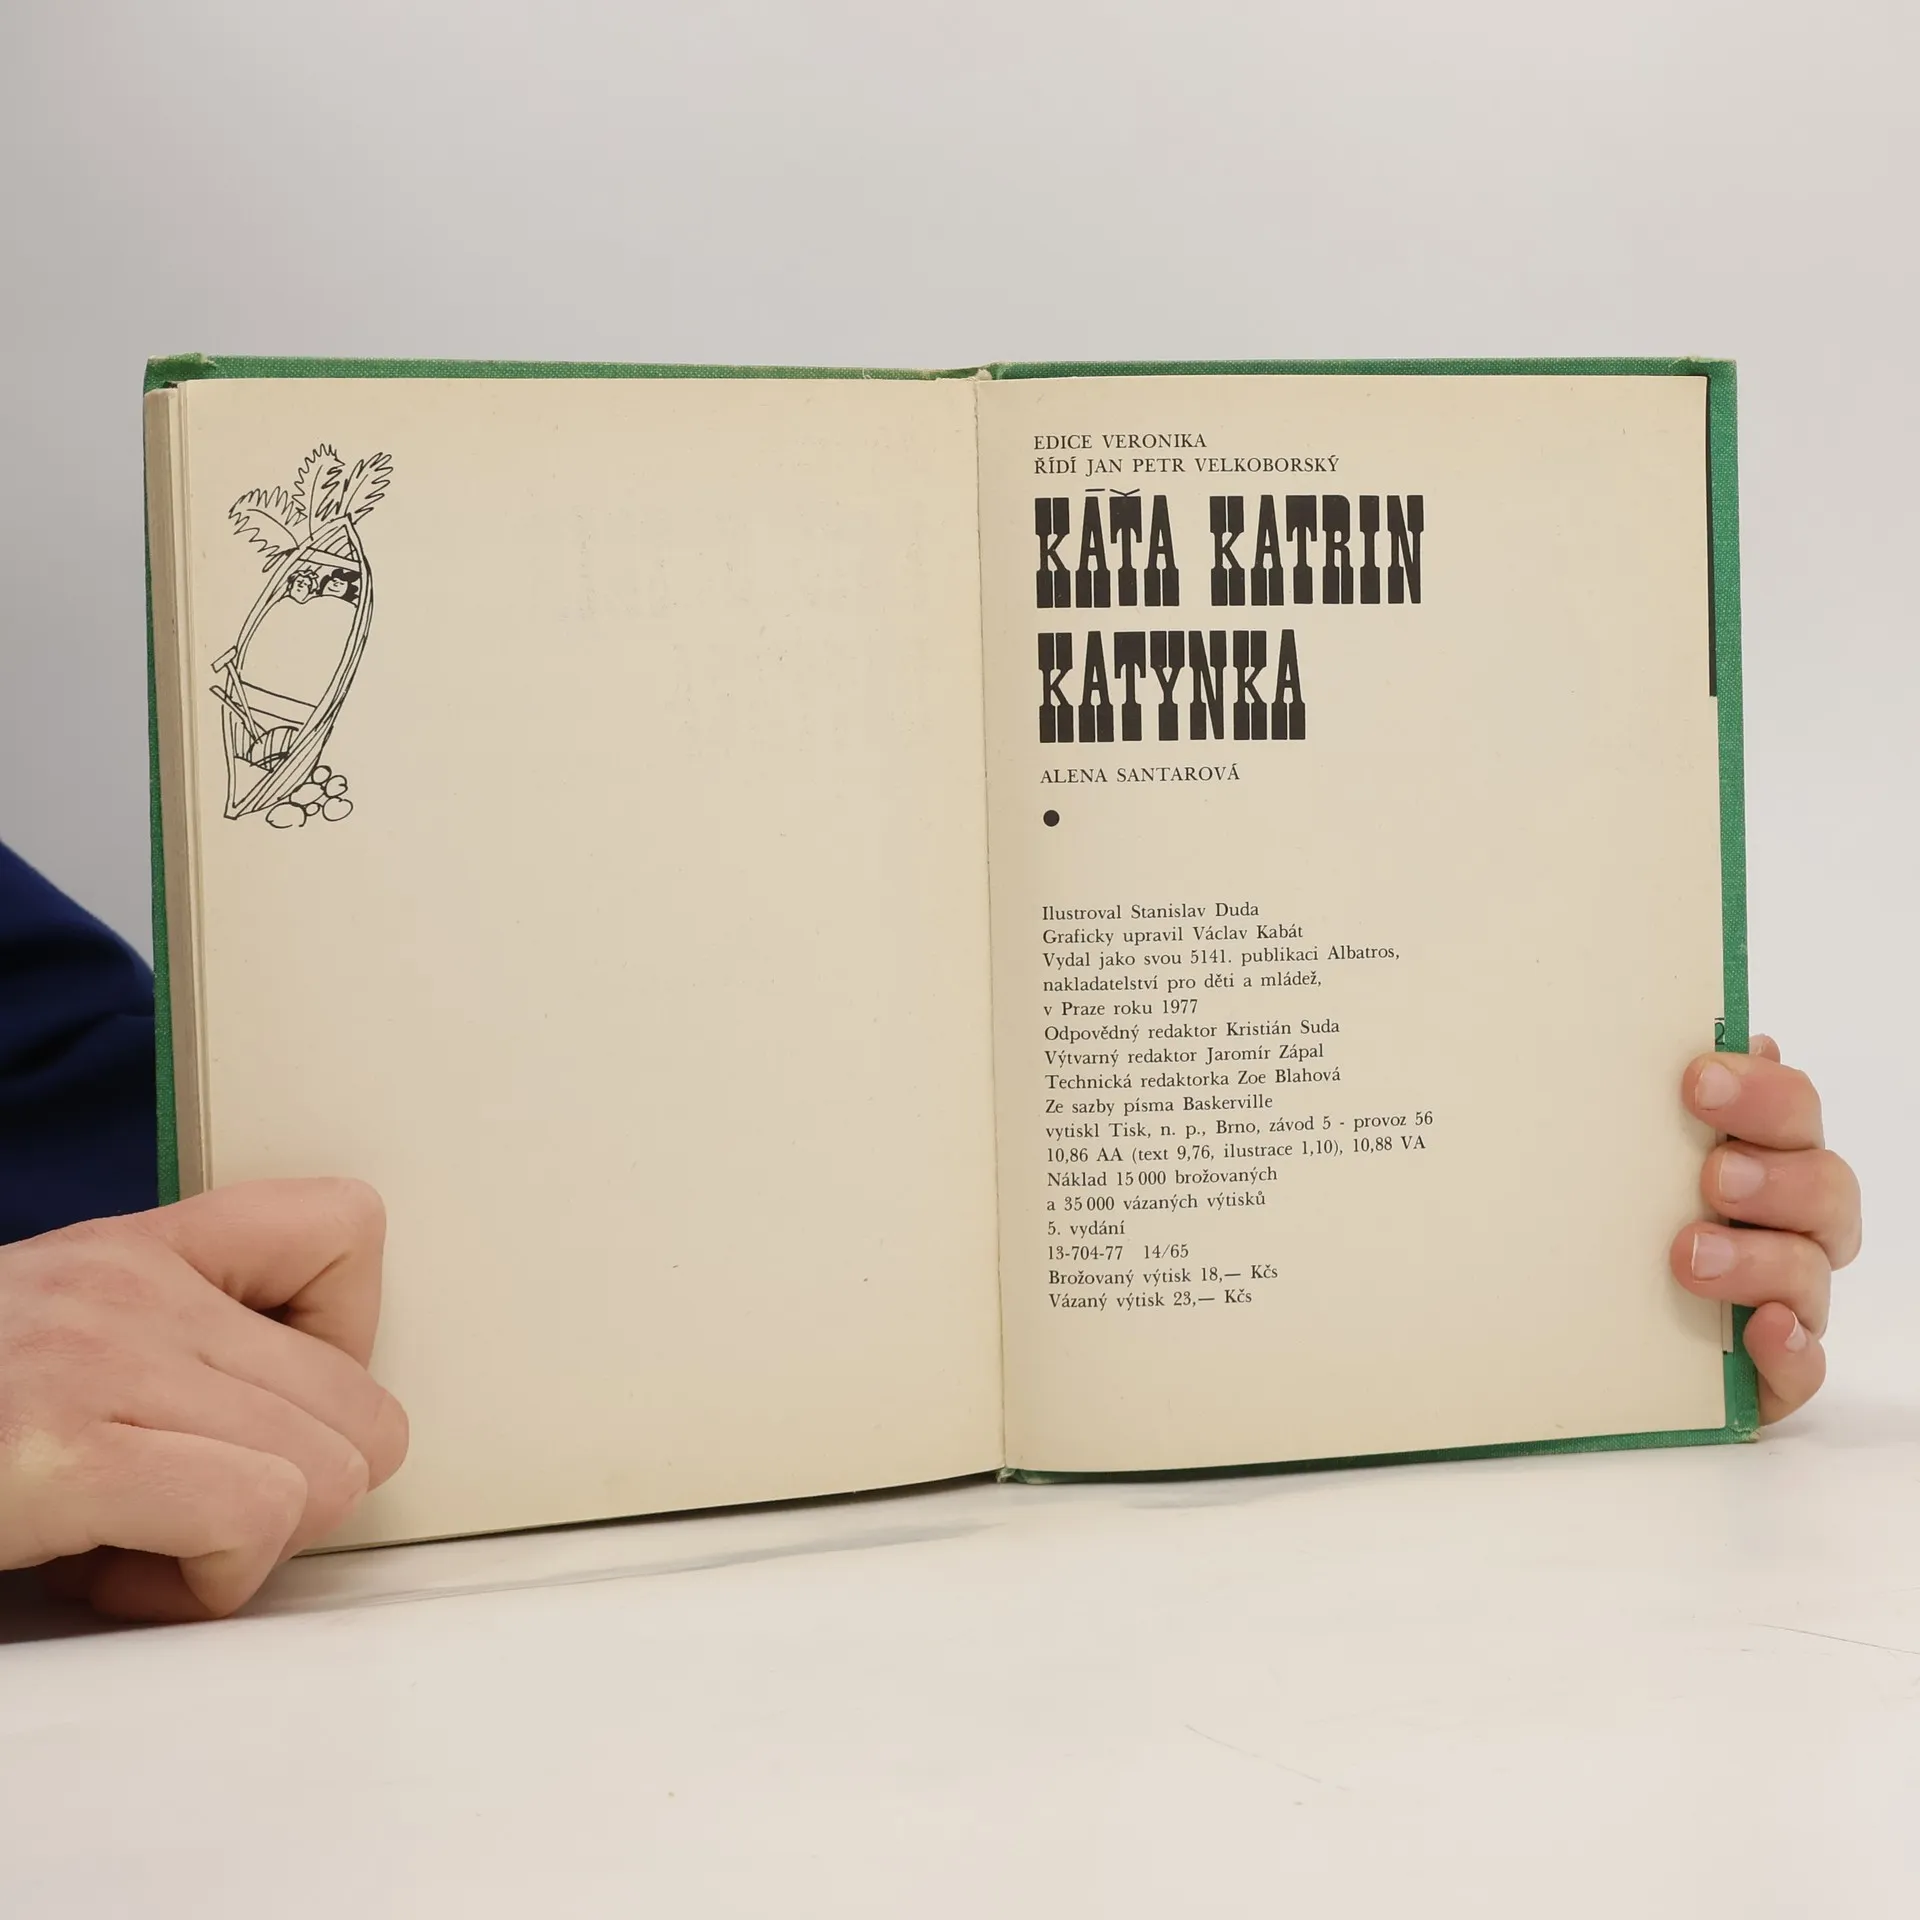 EDICE VERONIKA
ŘÍDÍ JAN PETR VELKOBORSKÝ
KÁŤA KATRIN
KATYNKA
ALENA SANTAROVÁ
Ilustroval Stanislav Duda
Graficky upravil Václav Kabát
Vydal jako svou 5141. publikaci Albatros,
nakladatelství pro děti a mládež,
v Praze roku 1977
Odpovědný redaktor Kristián Suda
Výtvarný redaktor Jaromír Zápal
Technická redaktorka Zoe Blahová
Ze sazby písma Baskerville
vytiskl Tisk, n. p., Brno, závod 5 - provoz 56
10,86 AA (text 9,76, ilustrace 1,10), 10,88 VA
Náklad 15 000 brožovaných
a 35 000 vázaných výtisků
5. vydání
13-704-77 14/65
Brožovaný výtisk 18,— Kčs
Vázaný výtisk 23,— Kčs